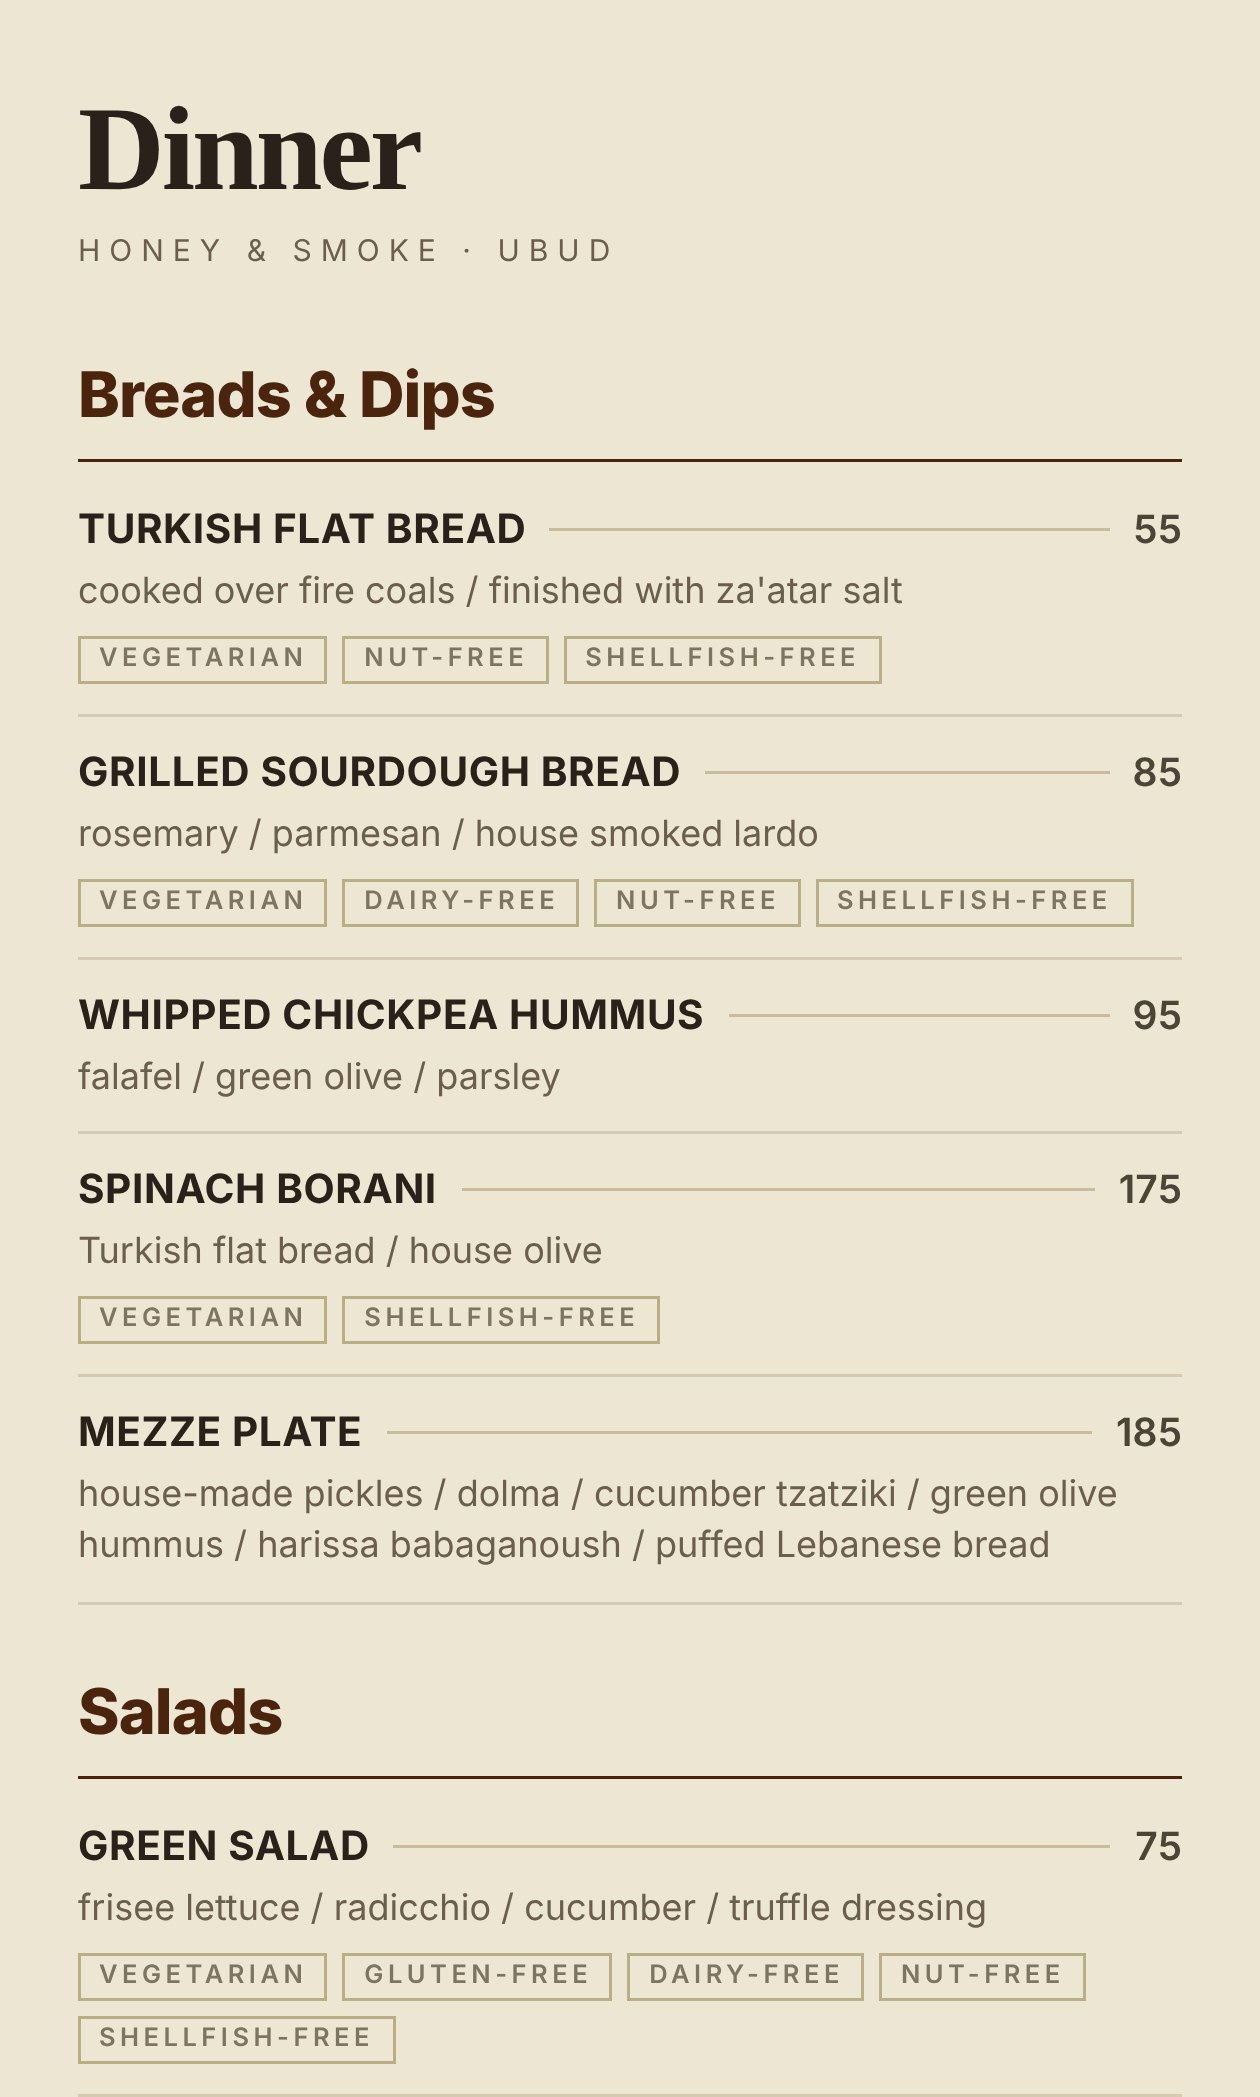 Dinner
HONEY & SMOKE · UBUD
Breads & Dips
TURKISH FLAT BREAD 55
cooked over fire coals / finished with za'atar salt
VEGETARIAN NUT-FREE SHELLFISH-FREE
GRILLED SOURDOUGH BREAD 85
rosemary / parmesan / house smoked lardo
VEGETARIAN DAIRY-FREE NUT-FREE SHELLFISH-FREE
WHIPPED CHICKPEA HUMMUS 95
falafel / green olive / parsley
SPINACH BORANI 175
Turkish flat bread / house olive
VEGETARIAN SHELLFISH-FREE
MEZZE PLATE 185
house-made pickles / dolma / cucumber tzatziki / green olive
hummus / harissa babaganoush / puffed Lebanese bread
Salads
GREEN SALAD 75
frisee lettuce / radicchio / cucumber / truffle dressing
VEGETARIAN GLUTEN-FREE DAIRY-FREE NUT-FREE
SHELLFISH-FREE